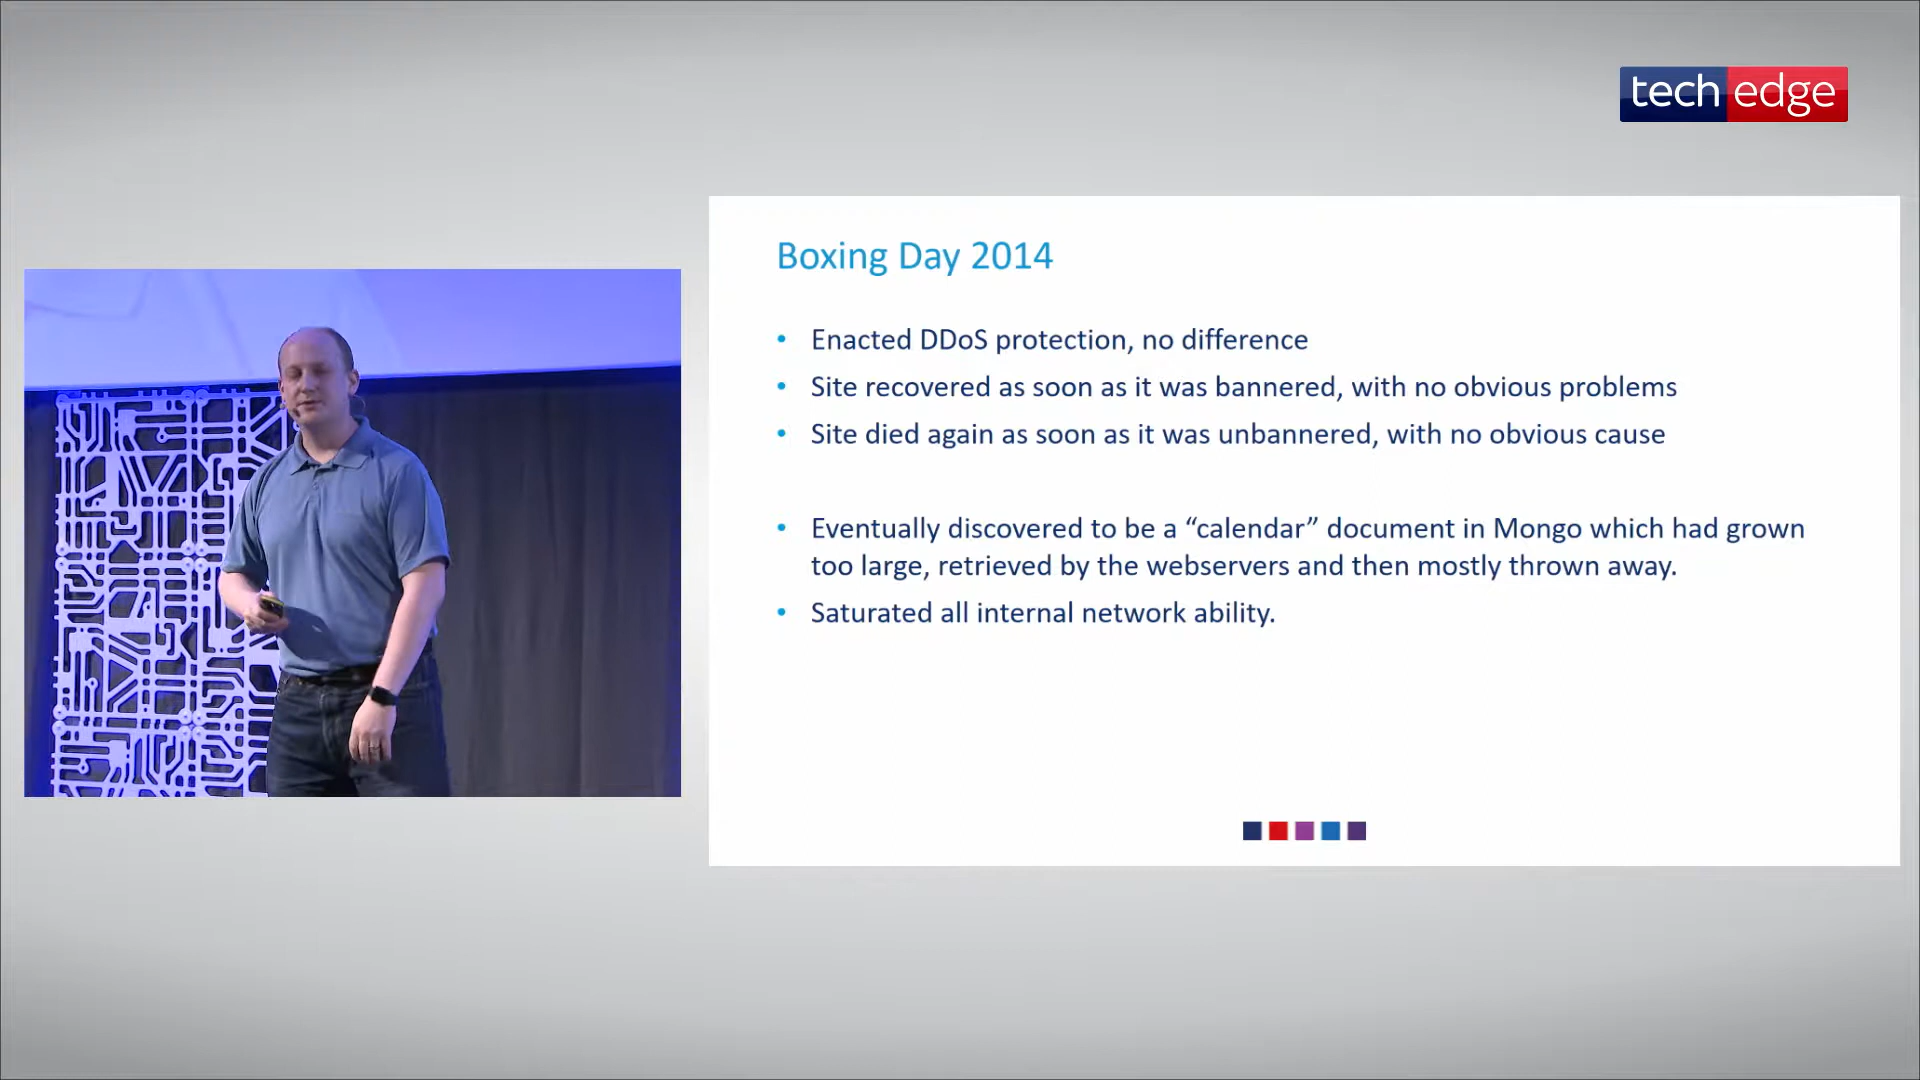 tech edge
Boxing Day 2014
• Enacted DDoS protection, no difference
• Site recovered as soon as it was bannered, with no obvious problems
• Site died again as soon as it was unbannered, with no obvious cause
• Eventually discovered to be a “calendar” document in Mongo which had grown
too large, retrieved by the webservers and then mostly thrown away.
• Saturated all internal network ability.